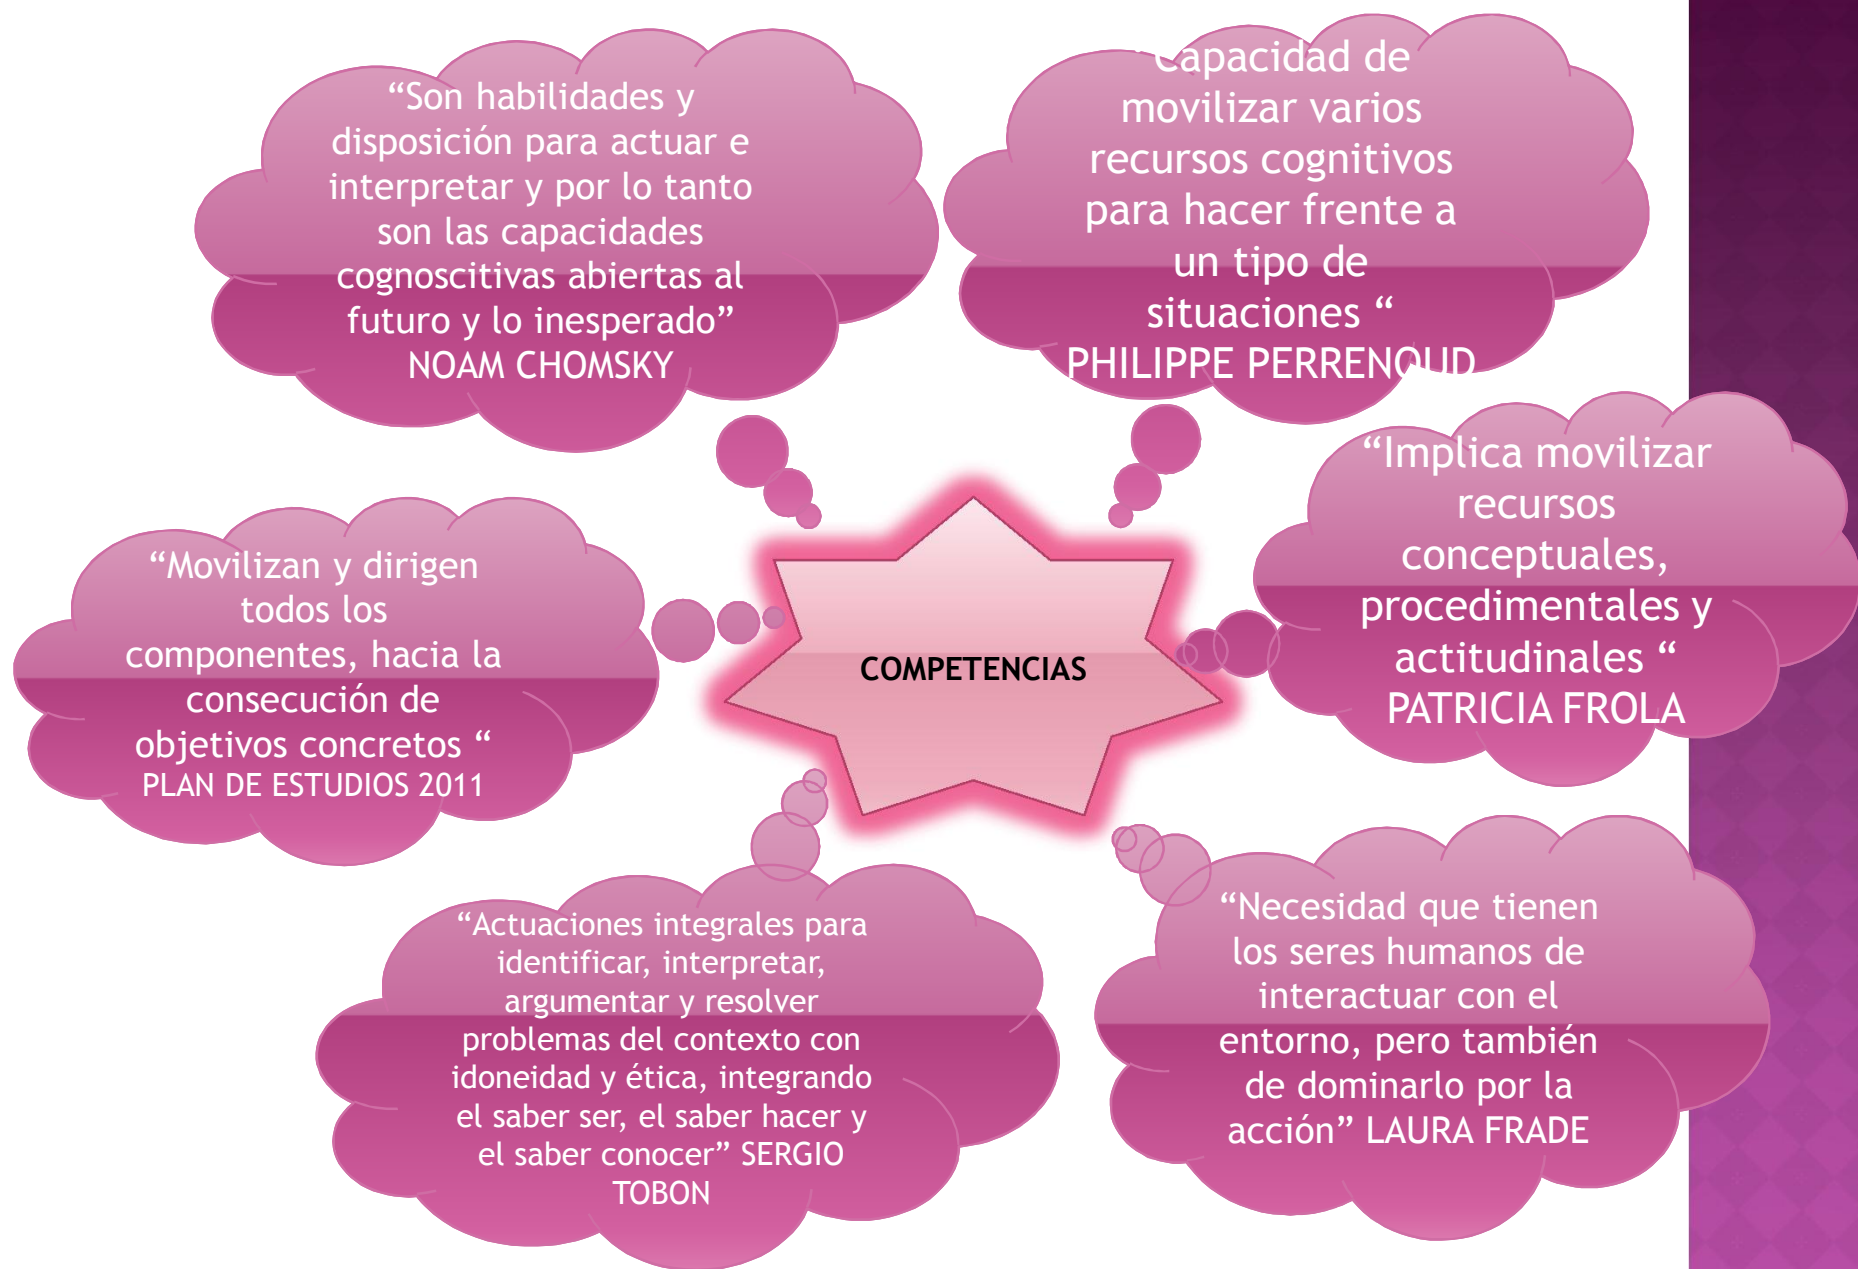 “Son habilidades y
disposición para actuar e
interpretar y por lo tanto
son las capacidades
cognoscitivas abiertas al
futuro y lo inesperado”
NOAM CHOMSKY
Capacidad de
movilizar varios
recursos cognitivos
para hacer frente a
un tipo de
situaciones “
PHILIPPE PERRENOUD
“Implica movilizar
recursos
conceptuales,
procedimentales y
actitudinales “
PATRICIA FROLA
“Movilizan y dirigen
todos los
componentes, hacia la
consecución de
objetivos concretos “
PLAN DE ESTUDIOS 2011
COMPETENCIAS
“Actuaciones integrales para
identificar, interpretar,
argumentar y resolver
problemas del contexto con
idoneidad y ética, integrando
el saber ser, el saber hacer y
el saber conocer” SERGIO
TOBON
“Necesidad que tienen
los seres humanos de
interactuar con el
entorno, pero también
de dominarlo por la
acción” LAURA FRADE